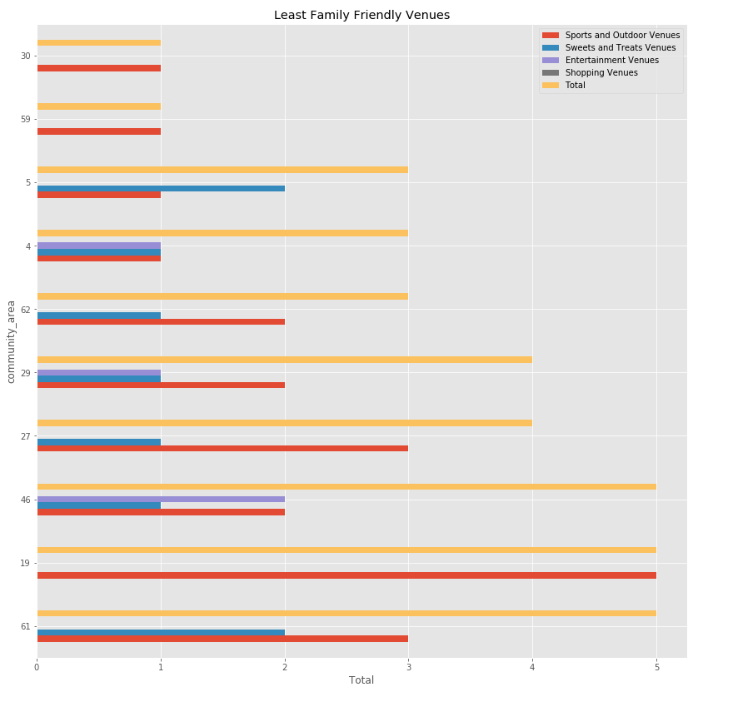 Least Family Friendly Venues
Sports and Outdoor Venues
Sweets and Treats Venues
Entertainment Venues
Shopping Venues
Total
30
59
5
4
62
29
27
46
19
61
community_area
0 1 2 3 4 5
Total